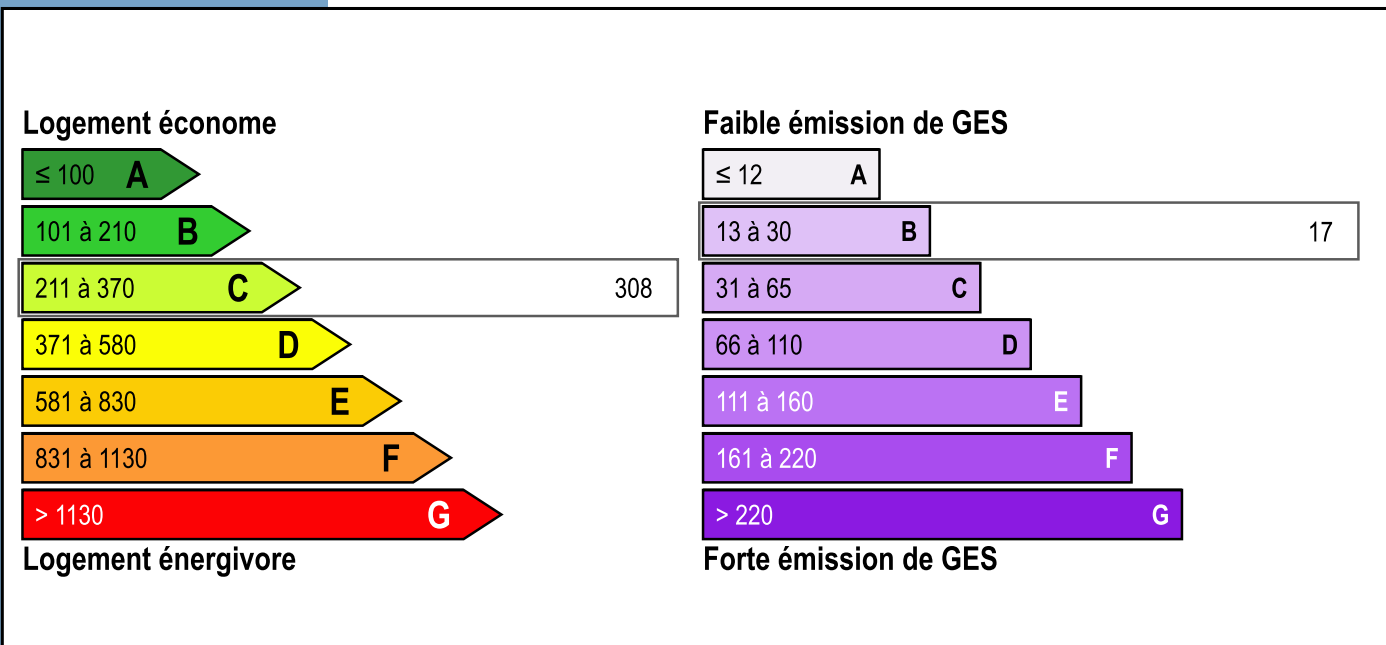 Logement économe
≤ 100 A
101 à 210 B
211 à 370 C 308
371 à 580 D
581 à 830 E
831 à 1130 F
> 1130 G
Logement énergivore
Faible émission de GES
≤ 12 A
13 à 30 B 17
31 à 65 C
66 à 110 D
111 à 160 E
161 à 220 F
> 220 G
Forte émission de GES